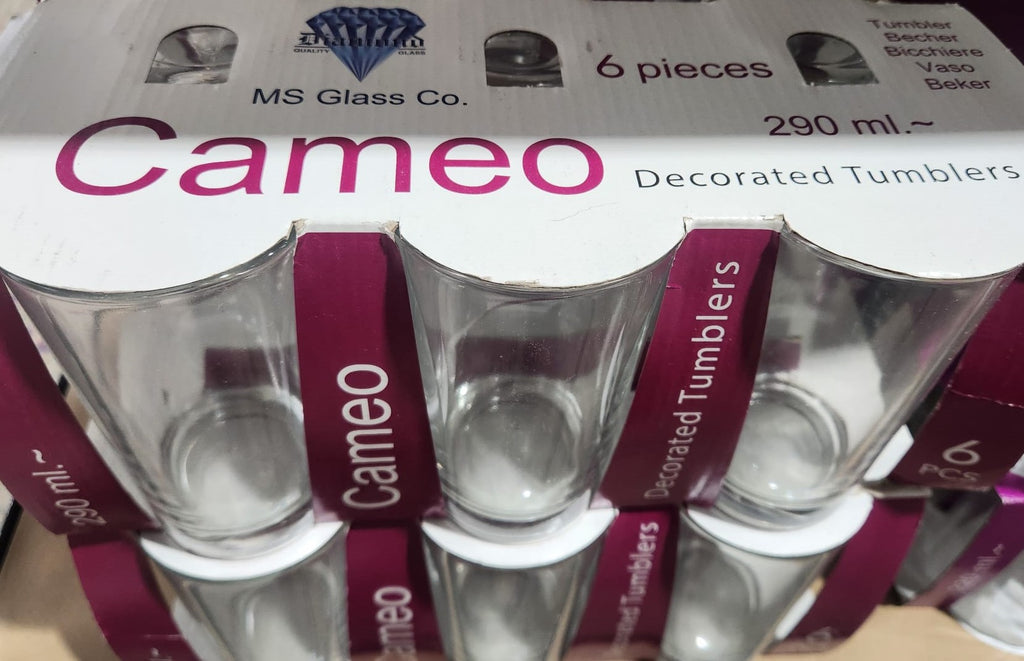 Diamond
QUALITY GLASS
MS Glass Co.
6 pieces
Tumbler
Becher
Bicchiere
Vaso
Beker
290 ml.~
Cameo
Decorated Tumblers
290 ml.~
Cameo
Decorated Tumblers
6
PCS
Cameo
Decorated Tumblers